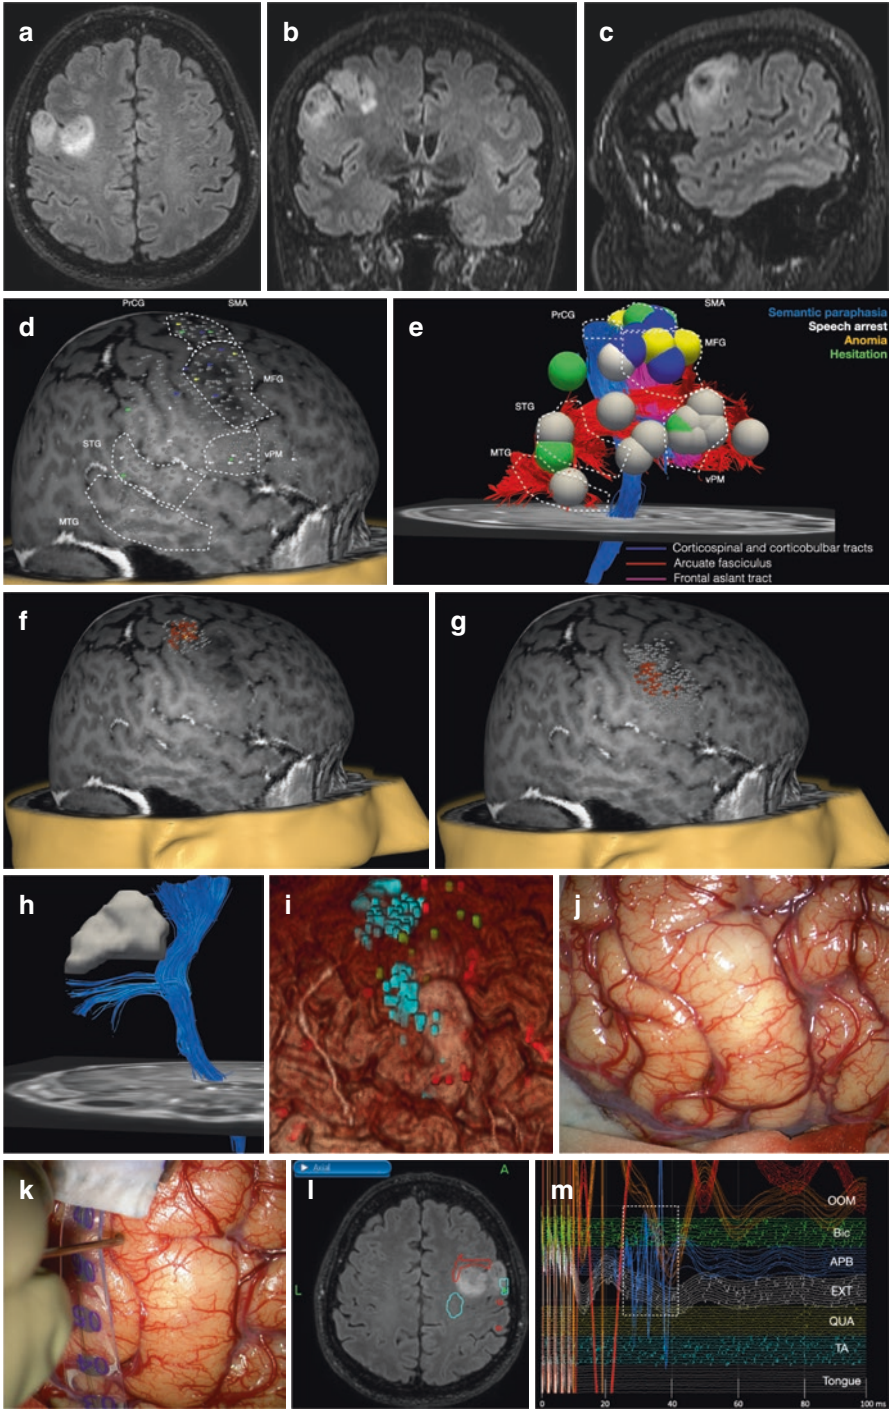 a
b
c
d
PrCG
SMA
MFG
STG
vPM
MTG
e
PrCG
SMA
MFG
STG
MTG
vPM
Semantic paraphasia
Speech arrest
Anomia
Hesitation
Corticospinal and corticobulbar tracts
Arcuate fasciculus
Frontal aslant tract
f
g
h
i
j
k
l
Axial
A
L
m
OOM
Bic
APB
EXT
QUA
TA
Tongue
20
40
60
80
100 ms